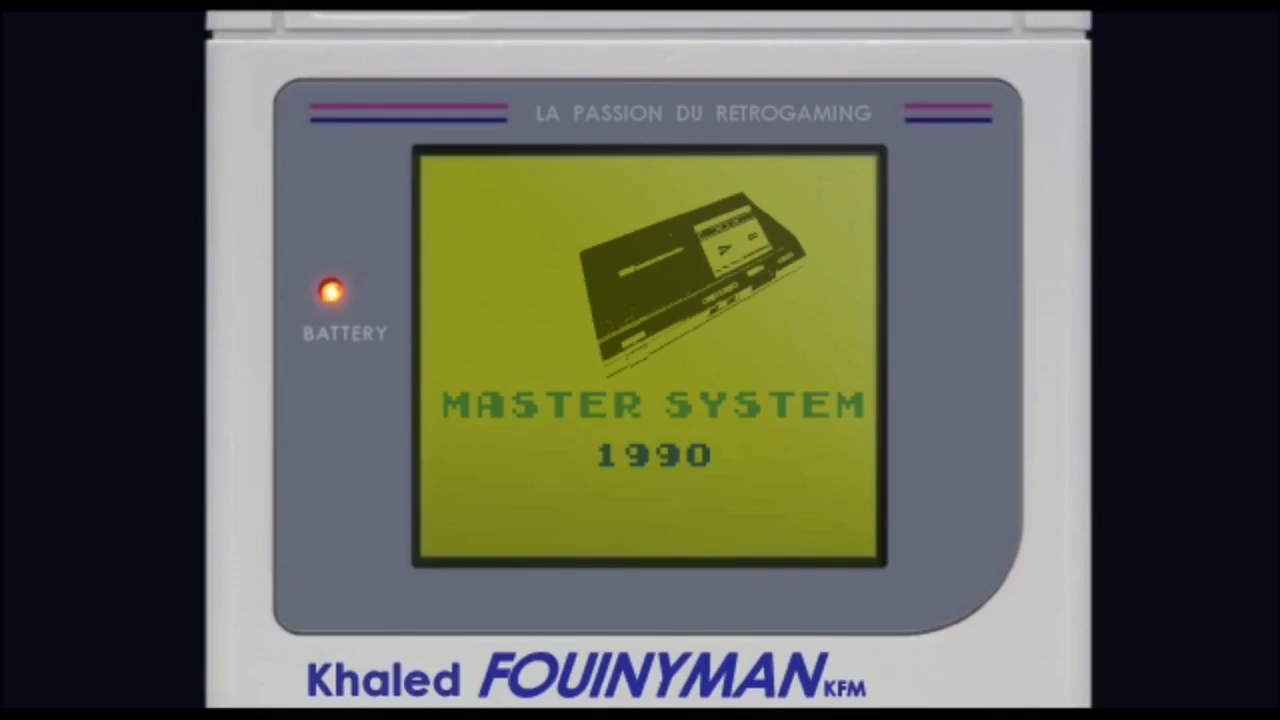 LA PASSION DU RETROGAMING
BATTERY
MASTER SYSTEM
1990
Khaled FOUINYMAN KFM